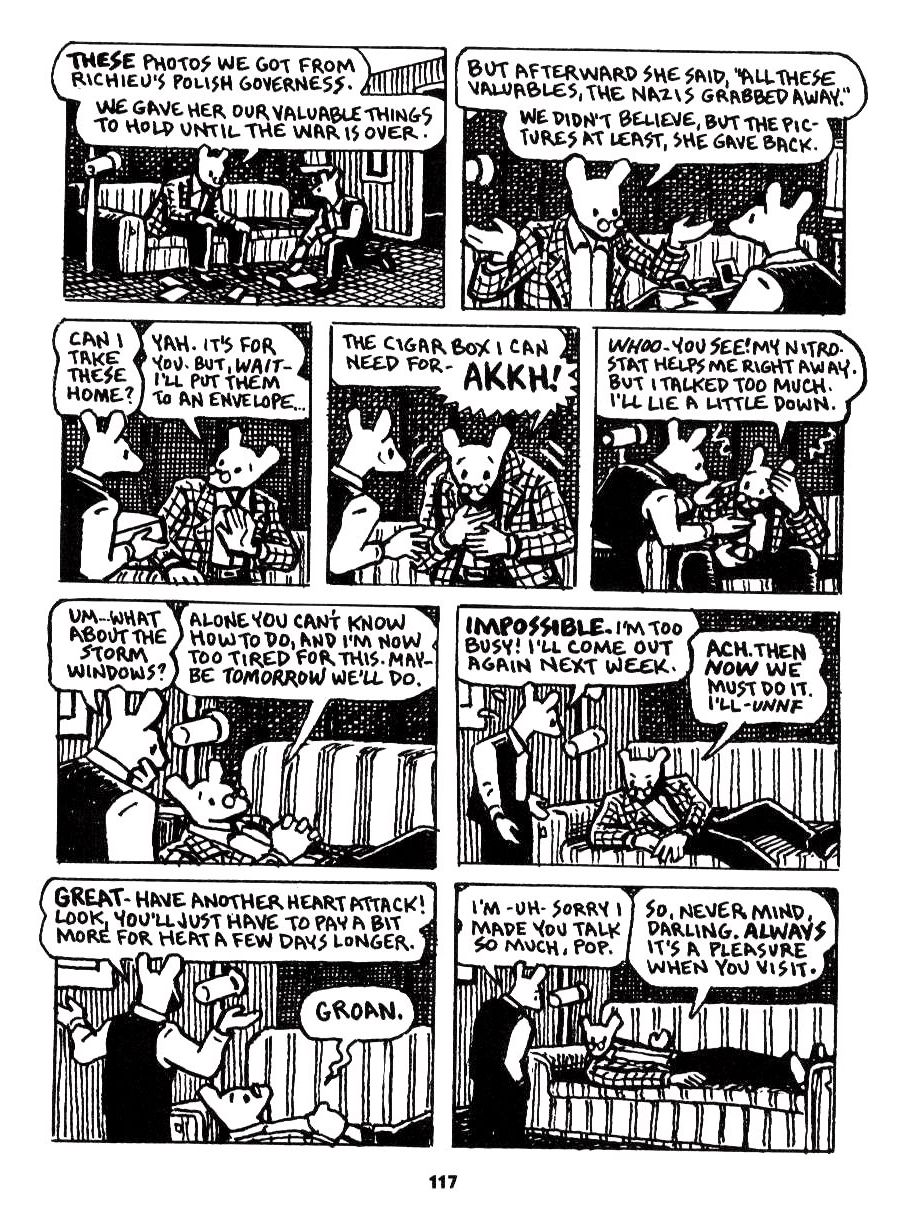 THESE PHOTOS WE GOT FROM
RICHIEU'S POLISH GOVERNESS.
WE GAVE HER OUR VALUABLE THINGS
TO HOLD UNTIL THE WAR IS OVER.
BUT AFTERWARD SHE SAID, "ALL THESE
VALUABLES, THE NAZIS GRABBED AWAY."
WE DIDN'T BELIEVE, BUT THE PIC-
TURES AT LEAST, SHE GAVE BACK.
CAN I
TAKE
THESE
HOME?
YAH. IT'S FOR
YOU. BUT, WAIT-
I'LL PUT THEM
TO AN ENVELOPE...
THE CIGAR BOX I CAN
NEED FOR-
AKKH!
WHOO-YOU SEE! MY NITRO-
STAT HELPS ME RIGHT AWAY.
BUT I TALKED TOO MUCH.
I'LL LIE A LITTLE DOWN.
UM--WHAT
ABOUT THE
STORM
WINDOWS?
ALONE YOU CAN'T KNOW
HOW TO DO, AND I'M NOW
TOO TIRED FOR THIS. MAY-
BE TOMORROW WE'LL DO.
IMPOSSIBLE. I'M TOO
BUSY! I'LL COME OUT
AGAIN NEXT WEEK.
ACH. THEN
NOW WE
MUST DO IT.
I'LL -UNNF
GREAT- HAVE ANOTHER HEART ATTACK!
LOOK, YOU'LL JUST HAVE TO PAY A BIT
MORE FOR HEAT A FEW DAYS LONGER.
GROAN.
I'M -UH- SORRY I
MADE YOU TALK
SO MUCH, POP.
SO, NEVER MIND,
DARLING. ALWAYS
IT'S A PLEASURE
WHEN YOU VISIT.
117